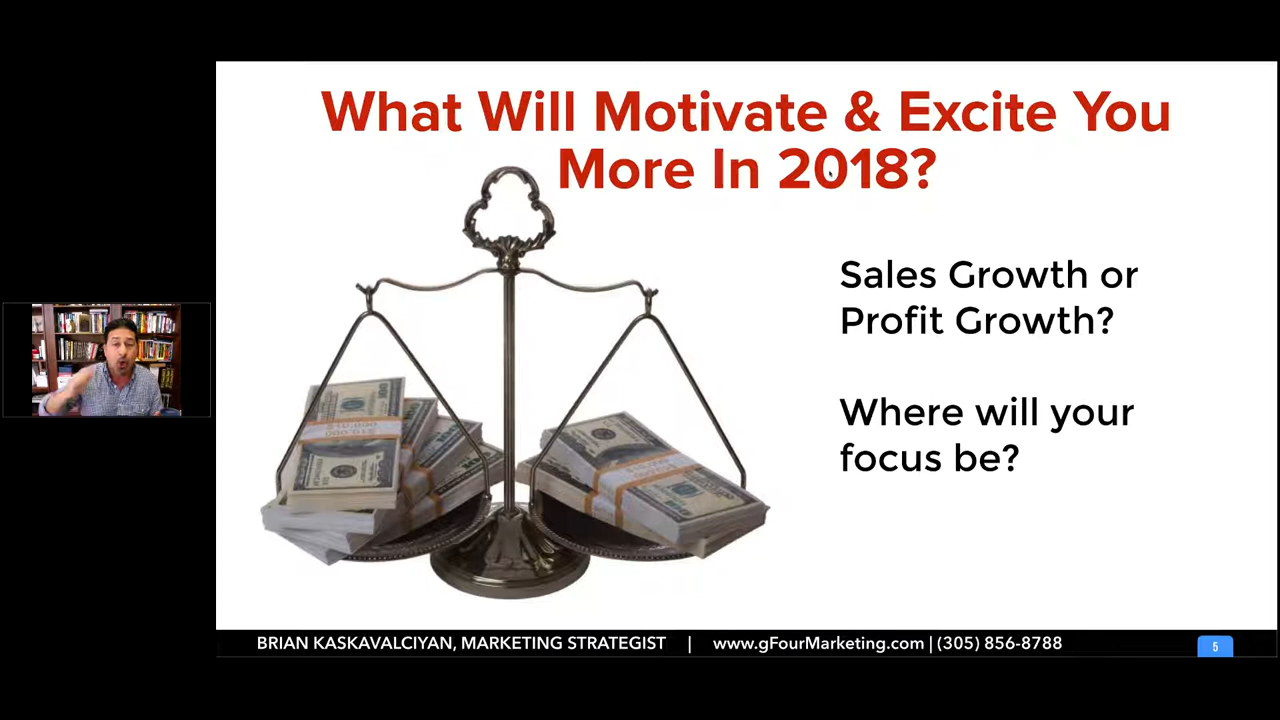 What Will Motivate & Excite You
More In 2018?
Sales Growth or
Profit Growth?
Where will your
focus be?
BRIAN KASKAVALCIYAN, MARKETING STRATEGIST | www.gFourMarketing.com | (305) 856-8788
5